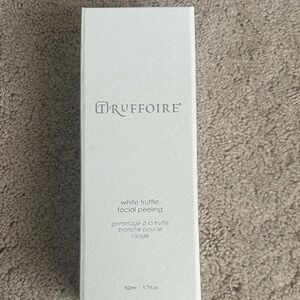 TRUFFOIRE®
white truffle
facial peeling
gommage à la truffe
blanche pour le
visage
50ml 1.7fl.oz